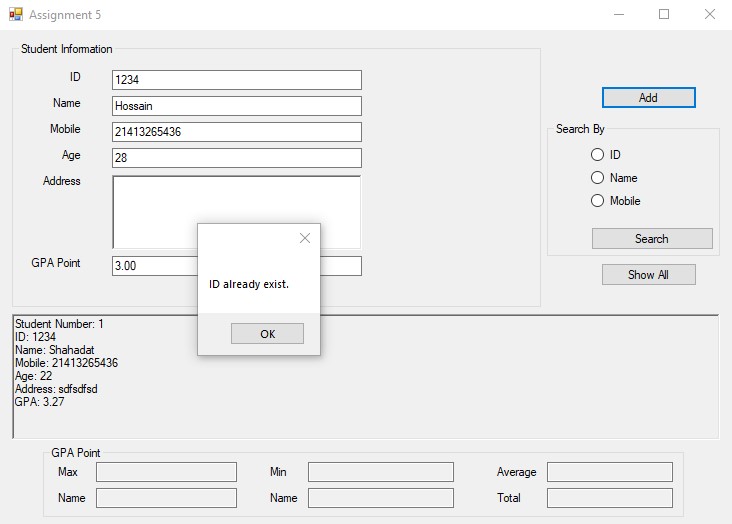 Assignment 5
Student Information
ID 1234
Name Hossain
Mobile 21413265436
Age 28
Address
GPA Point 3.00
Add
Search By
ID
Name
Mobile
Search
Show All
ID already exist.
OK
Student Number: 1
ID: 1234
Name: Shahadat
Mobile: 21413265436
Age: 22
Address: sdfsdfsd
GPA: 3.27
GPA Point
Max Min Average
Name Name Total